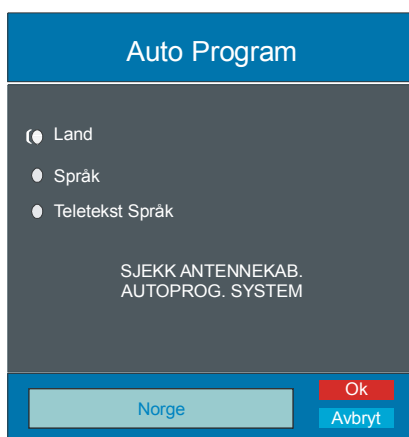 Auto Program
Land
Språk
Teletekst Språk
SJEKK ANTENNEKAB.
AUTOPROG. SYSTEM
Norge
Ok
Avbryt